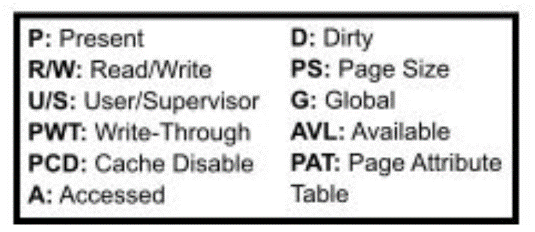 P: Present
R/W: Read/Write
U/S: User/Supervisor
PWT: Write-Through
PCD: Cache Disable
A: Accessed
D: Dirty
PS: Page Size
G: Global
AVL: Available
PAT: Page Attribute
Table